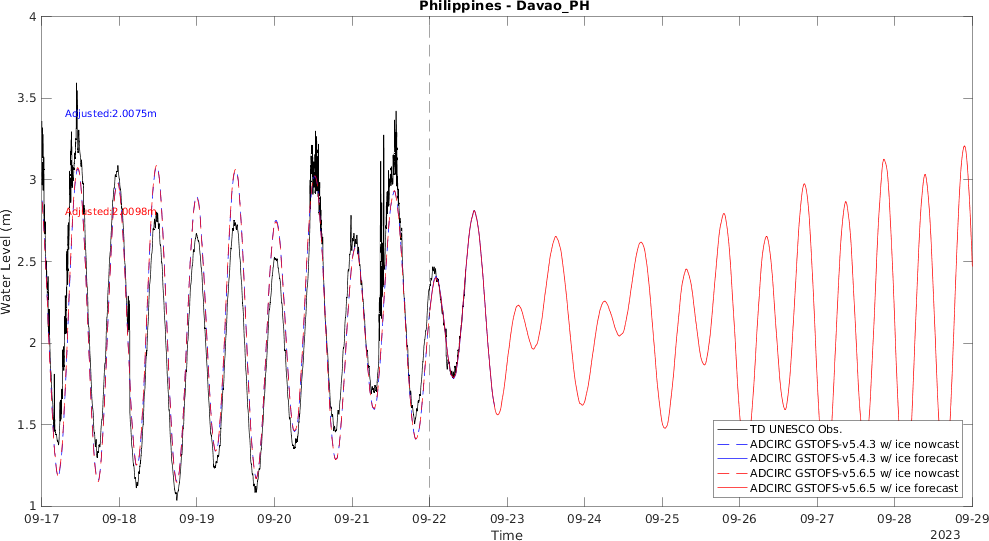 Philippines - Davao_PH
4
3.5
3
2.5
2
1.5
1
Water Level (m)
Adjusted:2.0075m
Adjusted:2.0098m
TD UNESCO Obs.
ADCIRC GSTOFS-v5.4.3 w/ ice nowcast
ADCIRC GSTOFS-v5.4.3 w/ ice forecast
ADCIRC GSTOFS-v5.6.5 w/ ice nowcast
ADCIRC GSTOFS-v5.6.5 w/ ice forecast
09-17 09-18 09-19 09-20 09-21 09-22 09-23 09-24 09-25 09-26 09-27 09-28 09-29
Time
2023